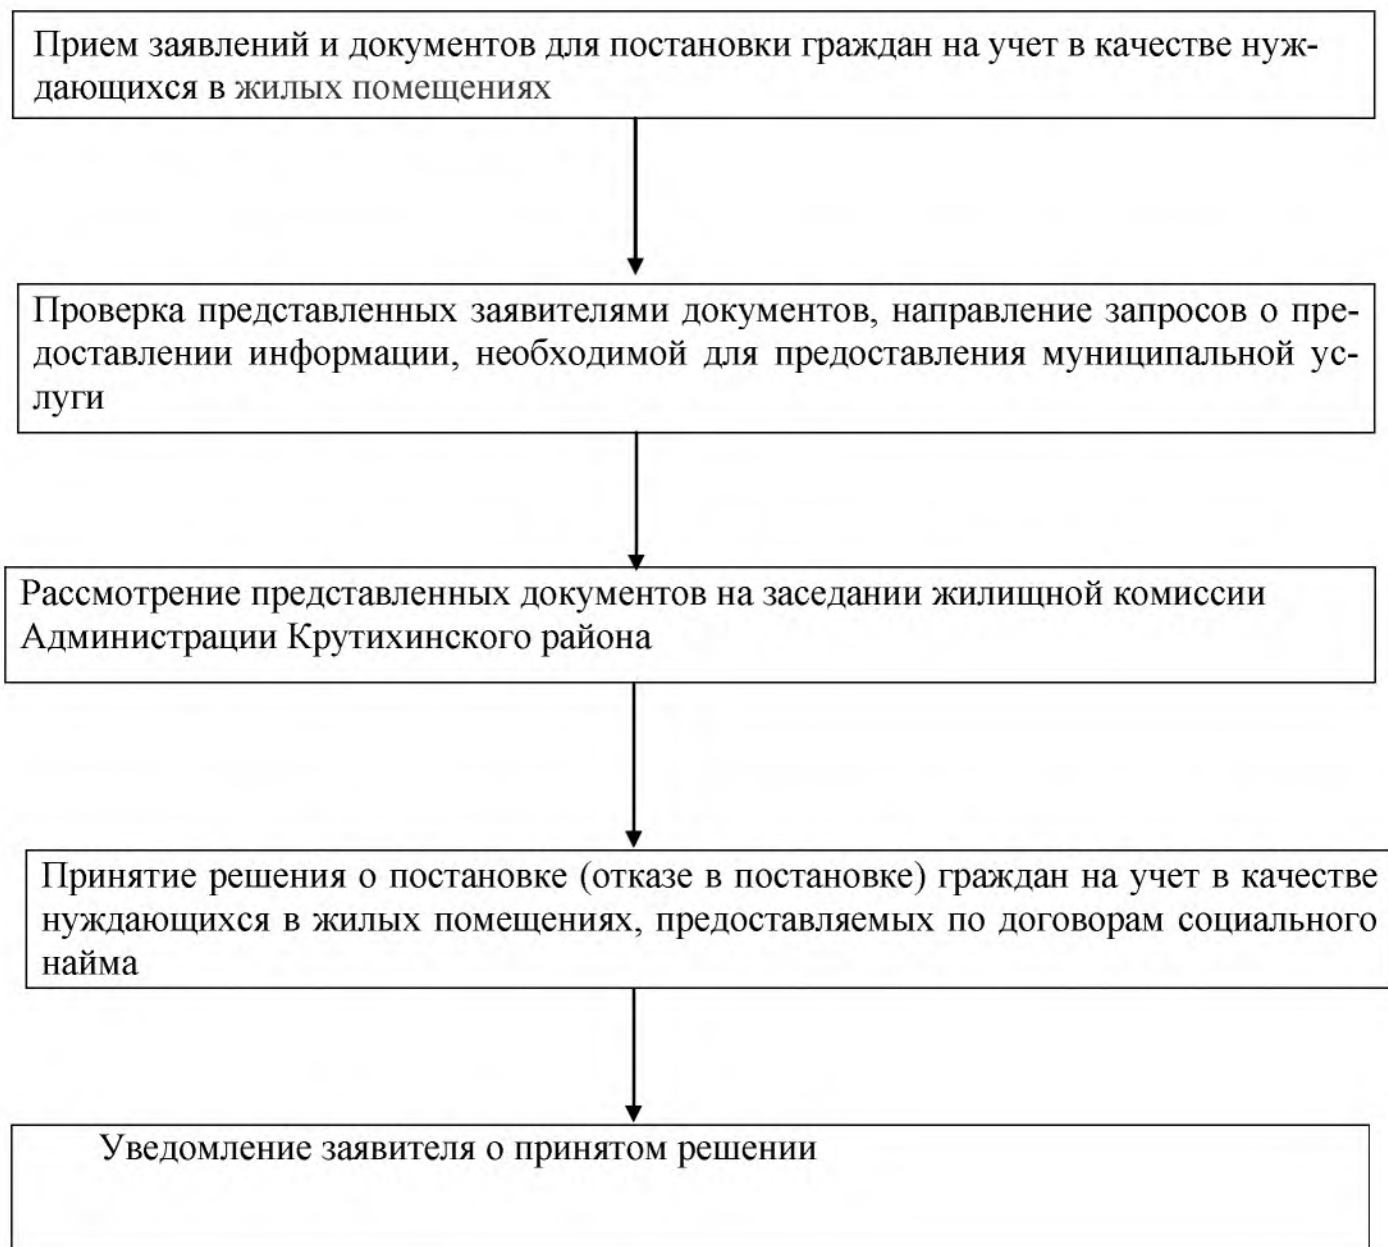 Прием заявлений и документов для постановки граждан на учет в качестве нуж-
дающихся в жилых помещениях
Проверка представленных заявителями документов, направление запросов о пре-
доставлении информации, необходимой для предоставления муниципальной ус-
луги
Рассмотрение представленных документов на заседании жилищной комиссии
Администрации Крутихинского района
Принятие решения о постановке (отказе в постановке) граждан на учет в качестве
нуждающихся в жилых помещениях, предоставляемых по договорам социального
найма
Уведомление заявителя о принятом решении